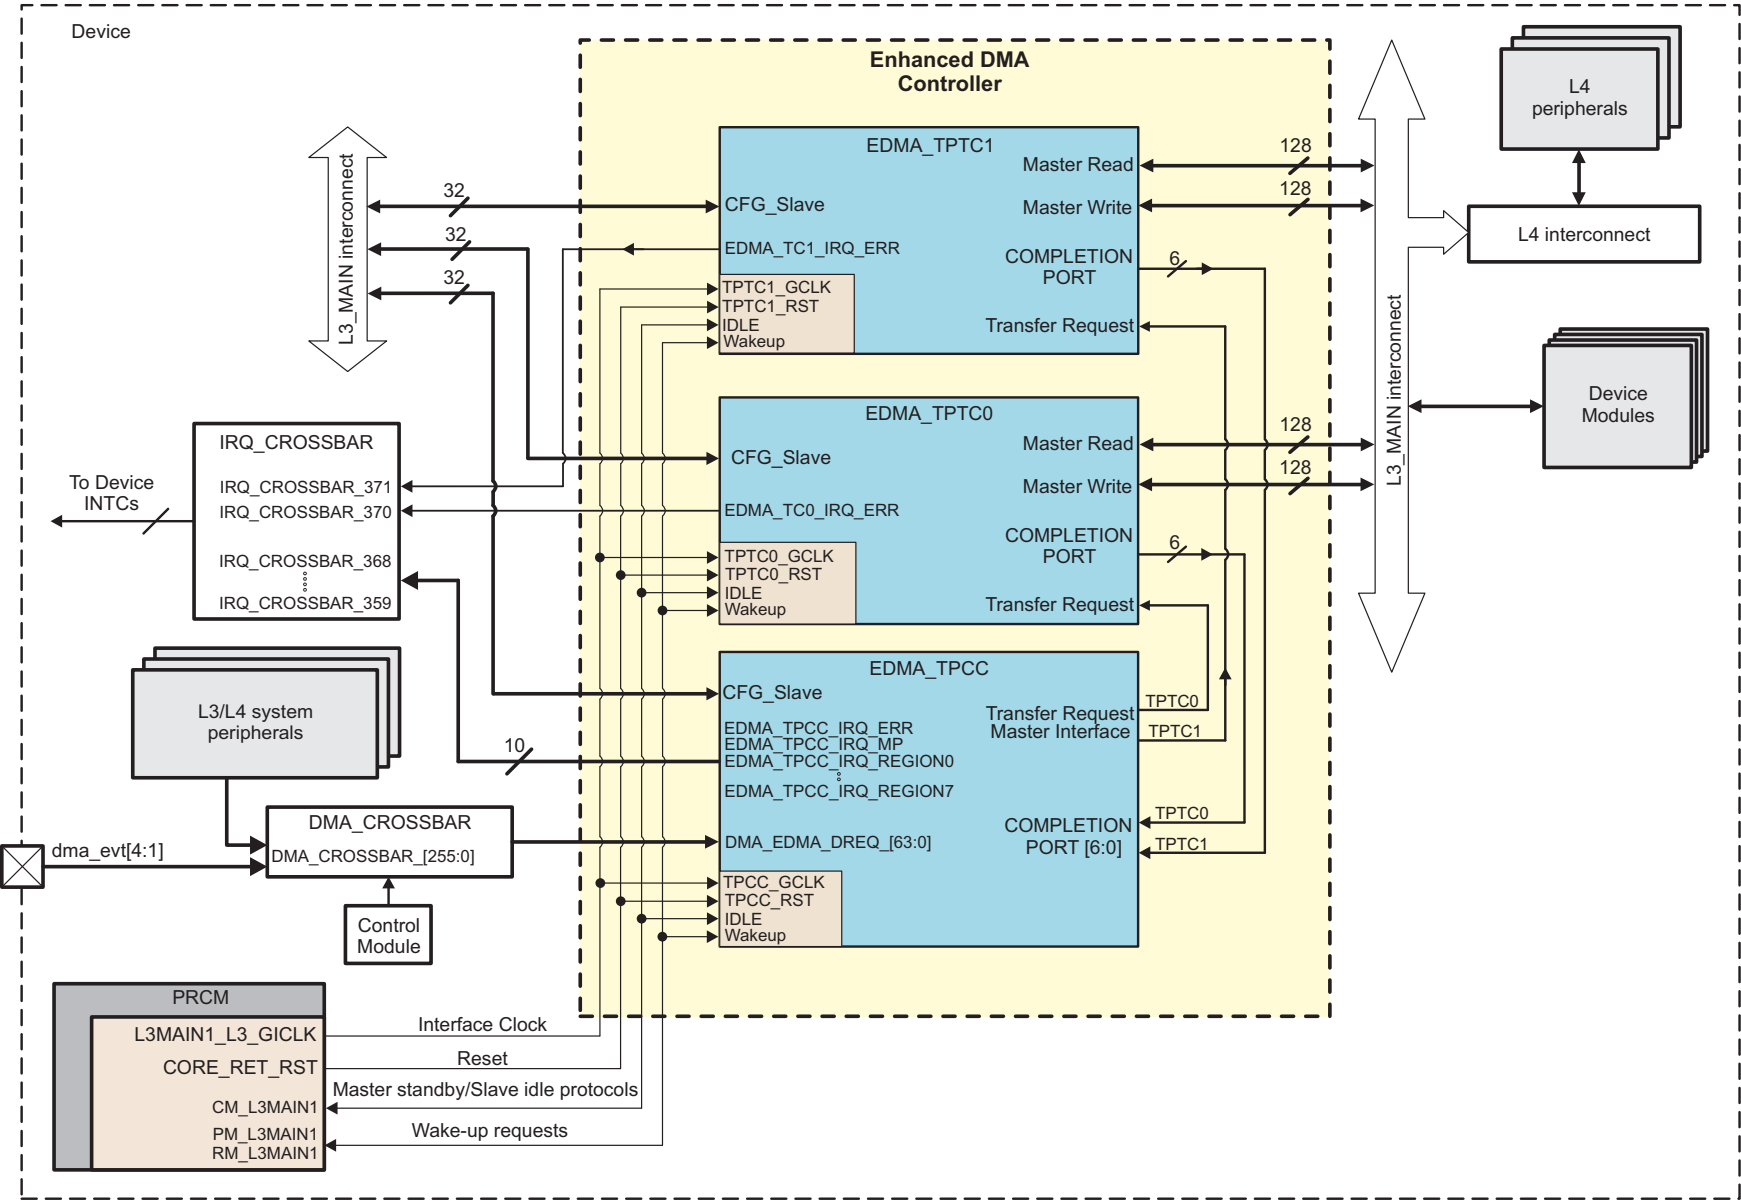 Device
Enhanced DMA
Controller
L4
peripherals
L4 interconnect
Device
Modules
L3_MAIN interconnect
L3_MAIN interconnect
32
32
32
EDMA_TPTC1
Master Read
CFG_Slave
Master Write
EDMA_TC1_IRQ_ERR
COMPLETION
PORT
TPTC1_GCLK
TPTC1_RST
IDLE
Wakeup
Transfer Request
128
128
6
EDMA_TPTC0
Master Read
CFG_Slave
Master Write
EDMA_TC0_IRQ_ERR
COMPLETION
PORT
TPTC0_GCLK
TPTC0_RST
IDLE
Wakeup
Transfer Request
128
128
6
IRQ_CROSSBAR
IRQ_CROSSBAR_371
IRQ_CROSSBAR_370
IRQ_CROSSBAR_368
IRQ_CROSSBAR_359
To Device
INTCs
EDMA_TPCC
CFG_Slave
Transfer Request
Master Interface
TPTC0
TPTC1
EDMA_TPCC_IRQ_ERR
EDMA_TPCC_IRQ_MP
EDMA_TPCC_IRQ_REGION0
EDMA_TPCC_IRQ_REGION7
10
DMA_EDMA_DREQ_[63:0]
COMPLETION
PORT [6:0]
TPTC0
TPTC1
TPCC_GCLK
TPCC_RST
IDLE
Wakeup
L3/L4 system
peripherals
DMA_CROSSBAR
DMA_CROSSBAR_[255:0]
dma_evt[4:1]
Control
Module
PRCM
L3MAIN1_L3_GICLK
CORE_RET_RST
CM_L3MAIN1
PM_L3MAIN1
RM_L3MAIN1
Interface Clock
Reset
Master standby/Slave idle protocols
Wake-up requests